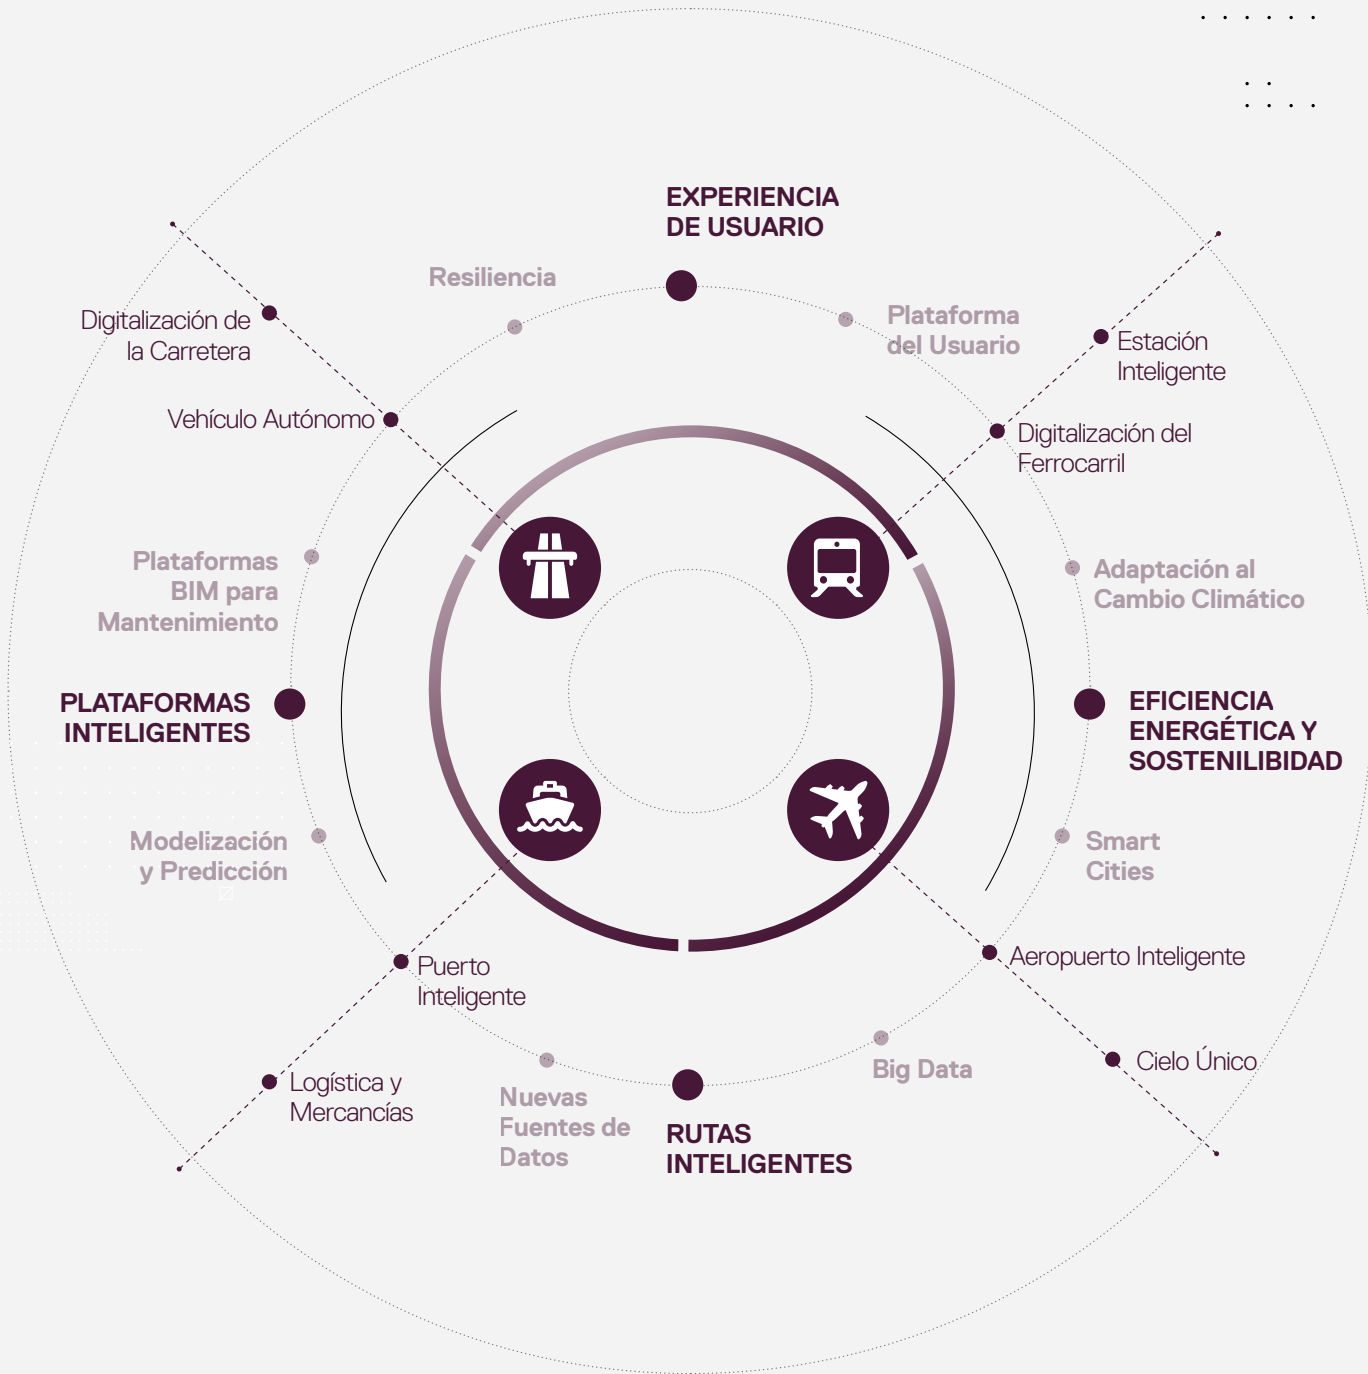 EXPERIENCIA
DE USUARIO
Resiliencia
Plataforma
del Usuario
Digitalización de
la Carretera
Vehículo Autónomo
Estación
Inteligente
Digitalización del
Ferrocarril
Plataformas
BIM para
Mantenimiento
Adaptación al
Cambio Climático
PLATAFORMAS
INTELIGENTES
EFICIENCIA
ENERGÉTICA Y
SOSTENILIBIDAD
Modelización
y Predicción
Smart
Cities
Puerto
Inteligente
Aeropuerto Inteligente
Logística y
Mercancías
Nuevas
Fuentes de
Datos
Big Data
Cielo Único
RUTAS
INTELIGENTES